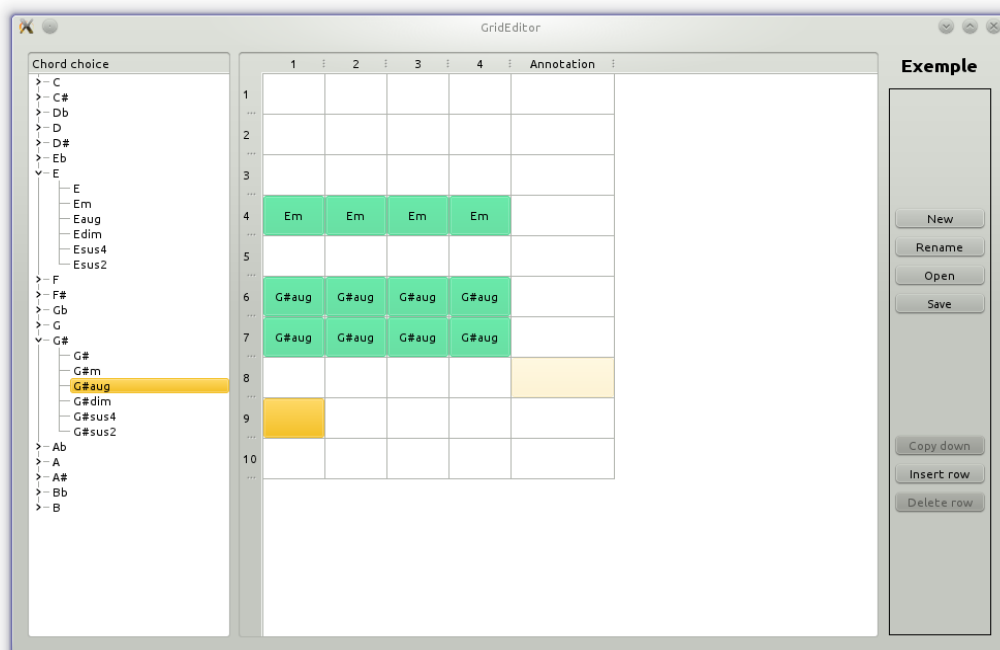 GridEditor
Chord choice
C
C#
Db
D
D#
Eb
E
E
Em
Eaug
Edim
Esus4
Esus2
F
F#
Gb
G
G#
G#
G#m
G#aug
G#dim
G#sus4
G#sus2
Ab
A
A#
Bb
B
1 2 3 4 Annotation
1
2
3
4 Em Em Em Em
5
6 G#aug G#aug G#aug G#aug
7 G#aug G#aug G#aug G#aug
8
9
10
Exemple
New
Rename
Open
Save
Copy down
Insert row
Delete row